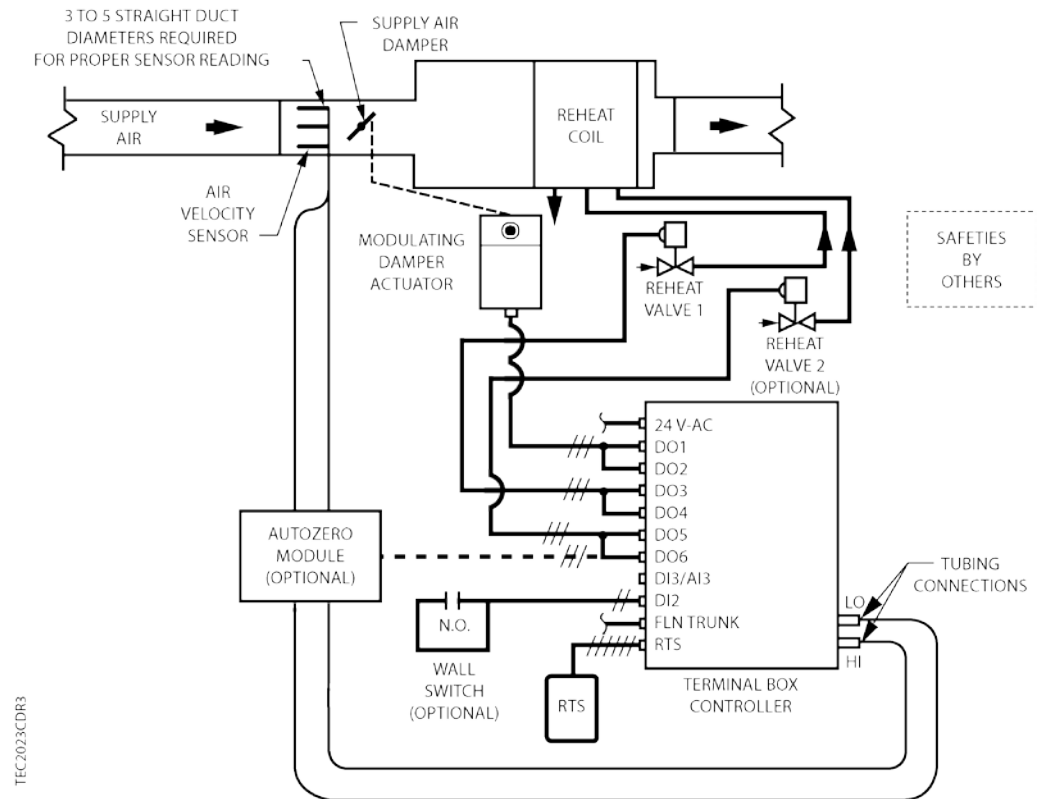 3 TO 5 STRAIGHT DUCT
DIAMETERS REQUIRED
FOR PROPER SENSOR READING
SUPPLY AIR
DAMPER
SUPPLY
AIR
REHEAT
COIL
AIR
VELOCITY
SENSOR
MODULATING
DAMPER
ACTUATOR
REHEAT
VALVE 1
REHEAT
VALVE 2
(OPTIONAL)
SAFETIES
BY
OTHERS
24 V-AC
DO1
DO2
DO3
DO4
DO5
DO6
DI3/AI3
DI2
FLN TRUNK
RTS
AUTOZERO
MODULE
(OPTIONAL)
N.O.
WALL
SWITCH
(OPTIONAL)
RTS
TERMINAL BOX
CONTROLLER
LO
HI
TUBING
CONNECTIONS
TEC2023CDR3